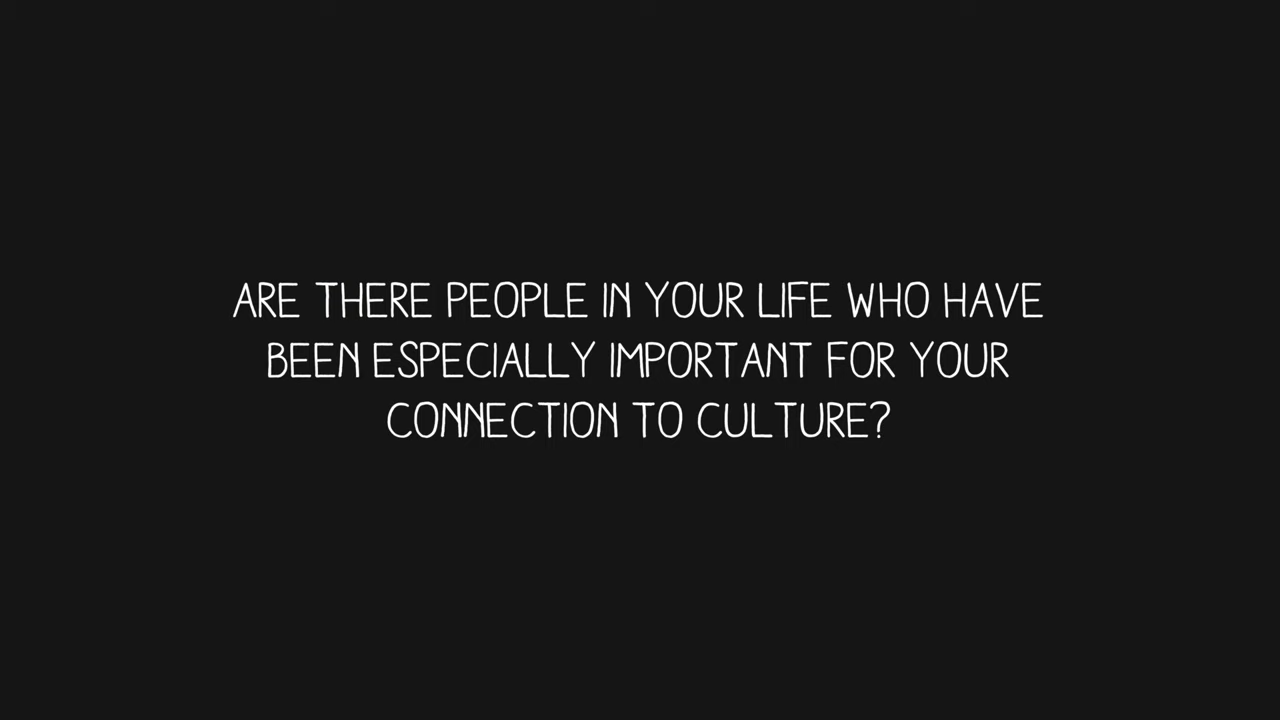 ARE THERE PEOPLE IN YOUR LIFE WHO HAVE
BEEN ESPECIALLY IMPORTANT FOR YOUR
CONNECTION TO CULTURE?